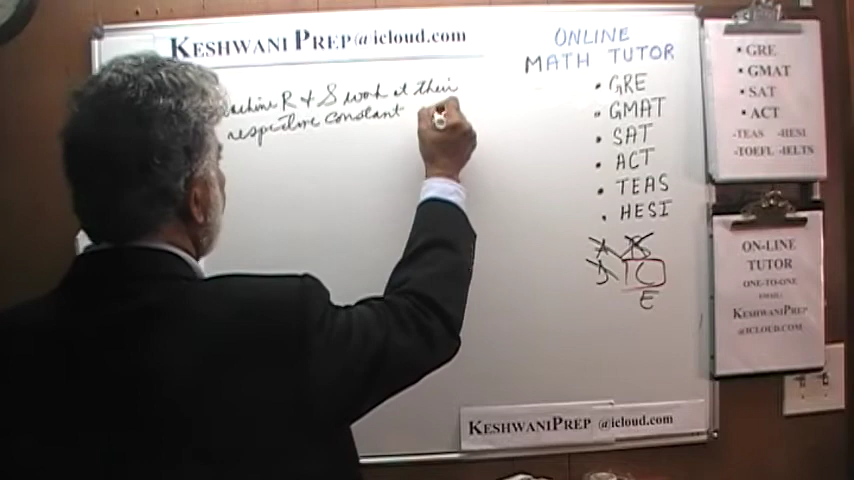 KESHWANI PREP@icloud.com
achine R & S work at their
respective constant
ONLINE
MATH TUTOR
• GRE
• GMAT
• SAT
• ACT
• TEAS
• HESI
A B
D C
E
KESHWANIPREP @icloud.com
• GRE
• GMAT
• SAT
• ACT
-TEAS -HESI
-TOEFL -IELTS
ON-LINE
TUTOR
ONE-TO-ONE
EMAIL:
KESHWANIPREP
@ICLOUD.COM